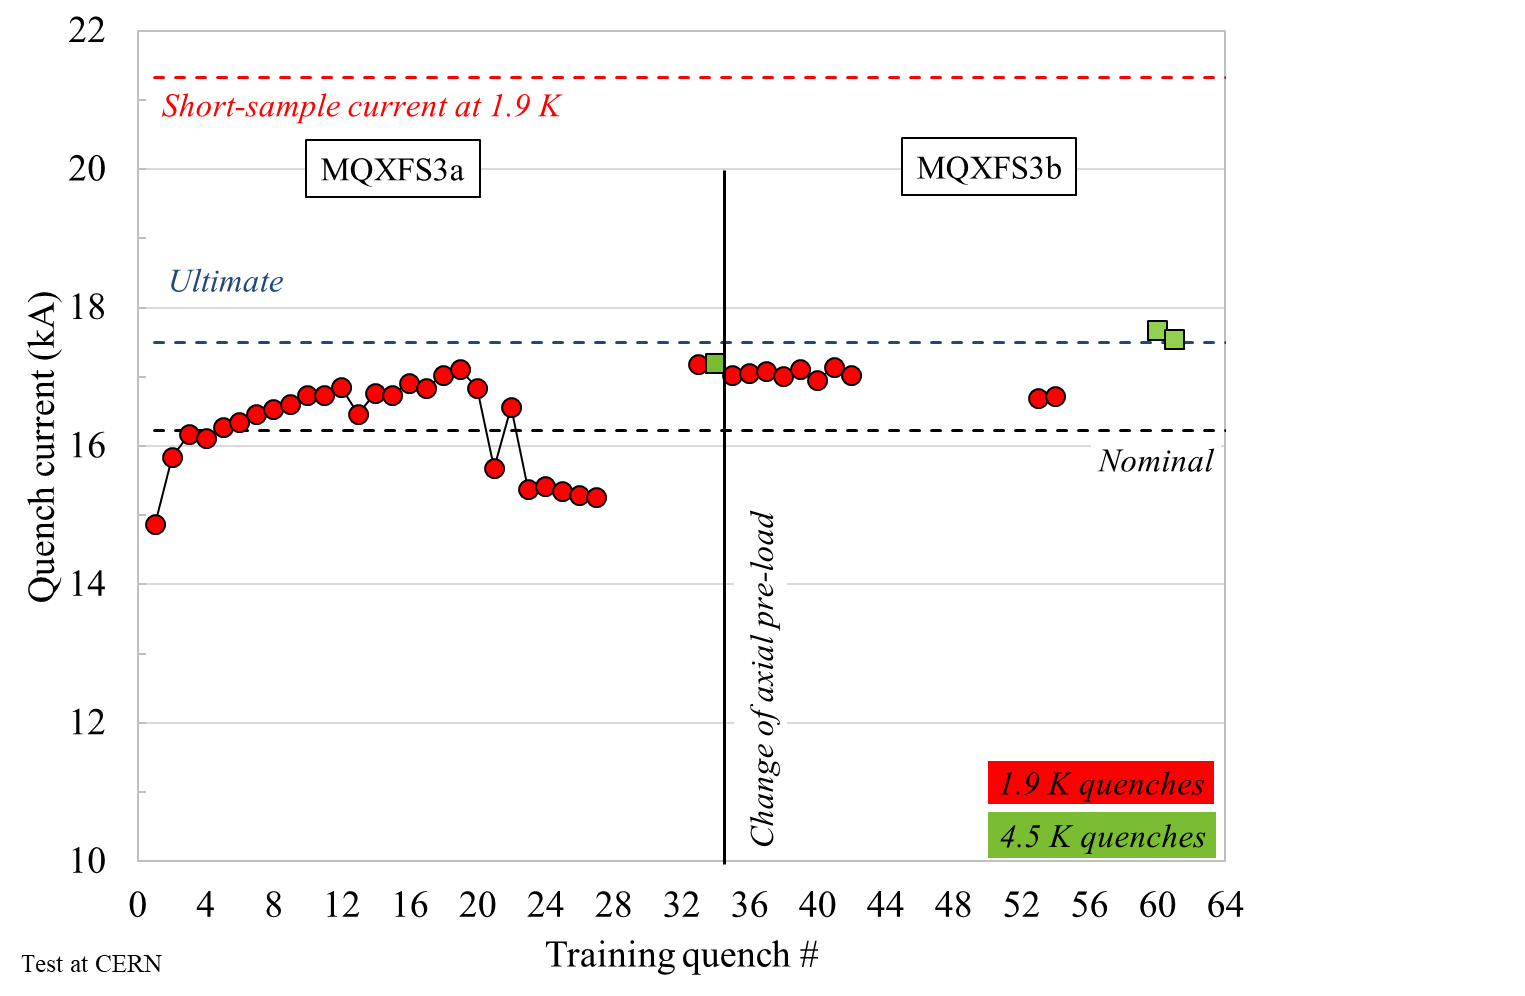 22
Short-sample current at 1.9 K
20
MQXFS3a
MQXFS3b
Ultimate
18
16
Nominal
14
12
10
Quench current (kA)
Change of axial pre-load
1.9 K quenches
4.5 K quenches
0 4 8 12 16 20 24 28 32 36 40 44 48 52 56 60 64
Training quench #
Test at CERN